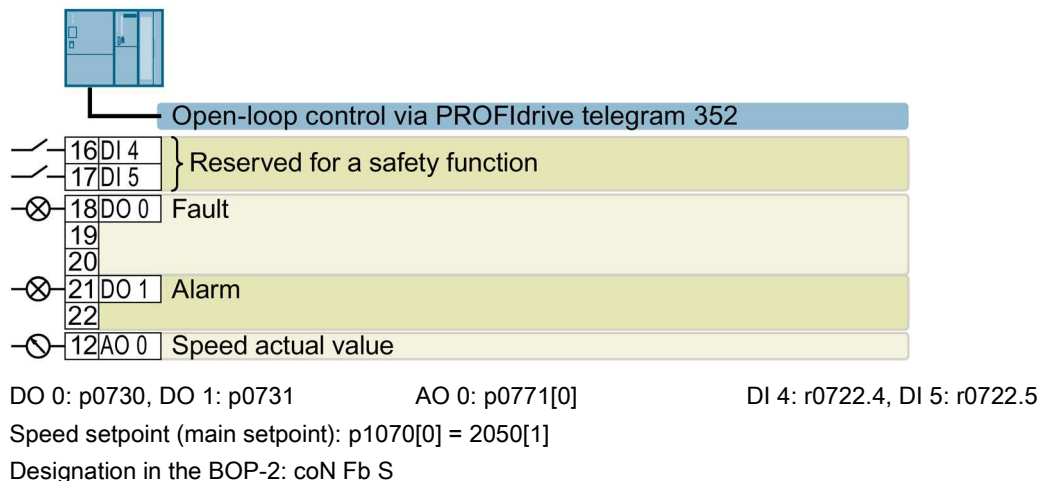 Open-loop control via PROFIdrive telegram 352
16 DI 4
17 DI 5
Reserved for a safety function
18 DO 0 Fault
19
20
21 DO 1 Alarm
22
12 AO 0 Speed actual value
DO 0: p0730, DO 1: p0731 AO 0: p0771[0] DI 4: r0722.4, DI 5: r0722.5
Speed setpoint (main setpoint): p1070[0] = 2050[1]
Designation in the BOP-2: coN Fb S